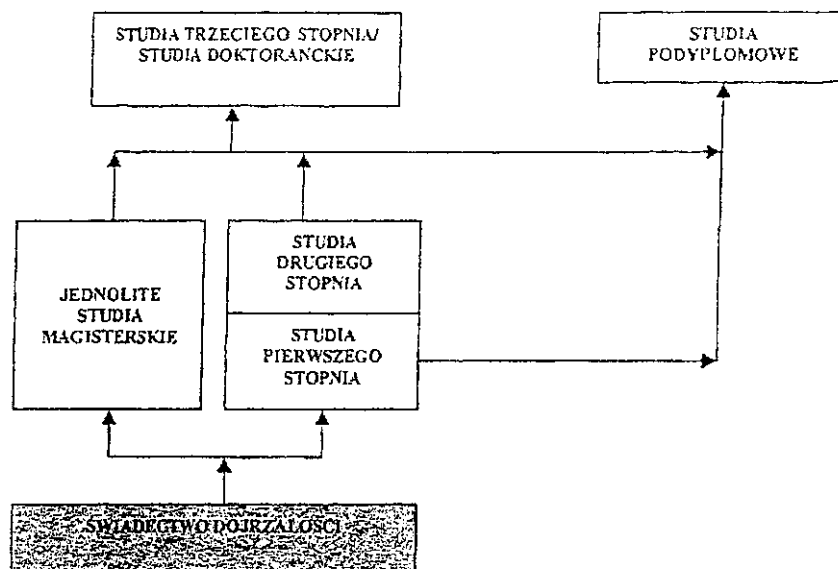 STUDIA TRZECIEGO STOPNIA/
STUDIA DOKTORANCKIE
STUDIA
PODYPLOMOWE
JEDNOLITE
STUDIA
MAGISTERSKIE
STUDIA
DRUGIEGO
STOPNIA
STUDIA
PIERWSZEGO
STOPNIA
ŚWIADECTWO DOJRZAŁOŚCI